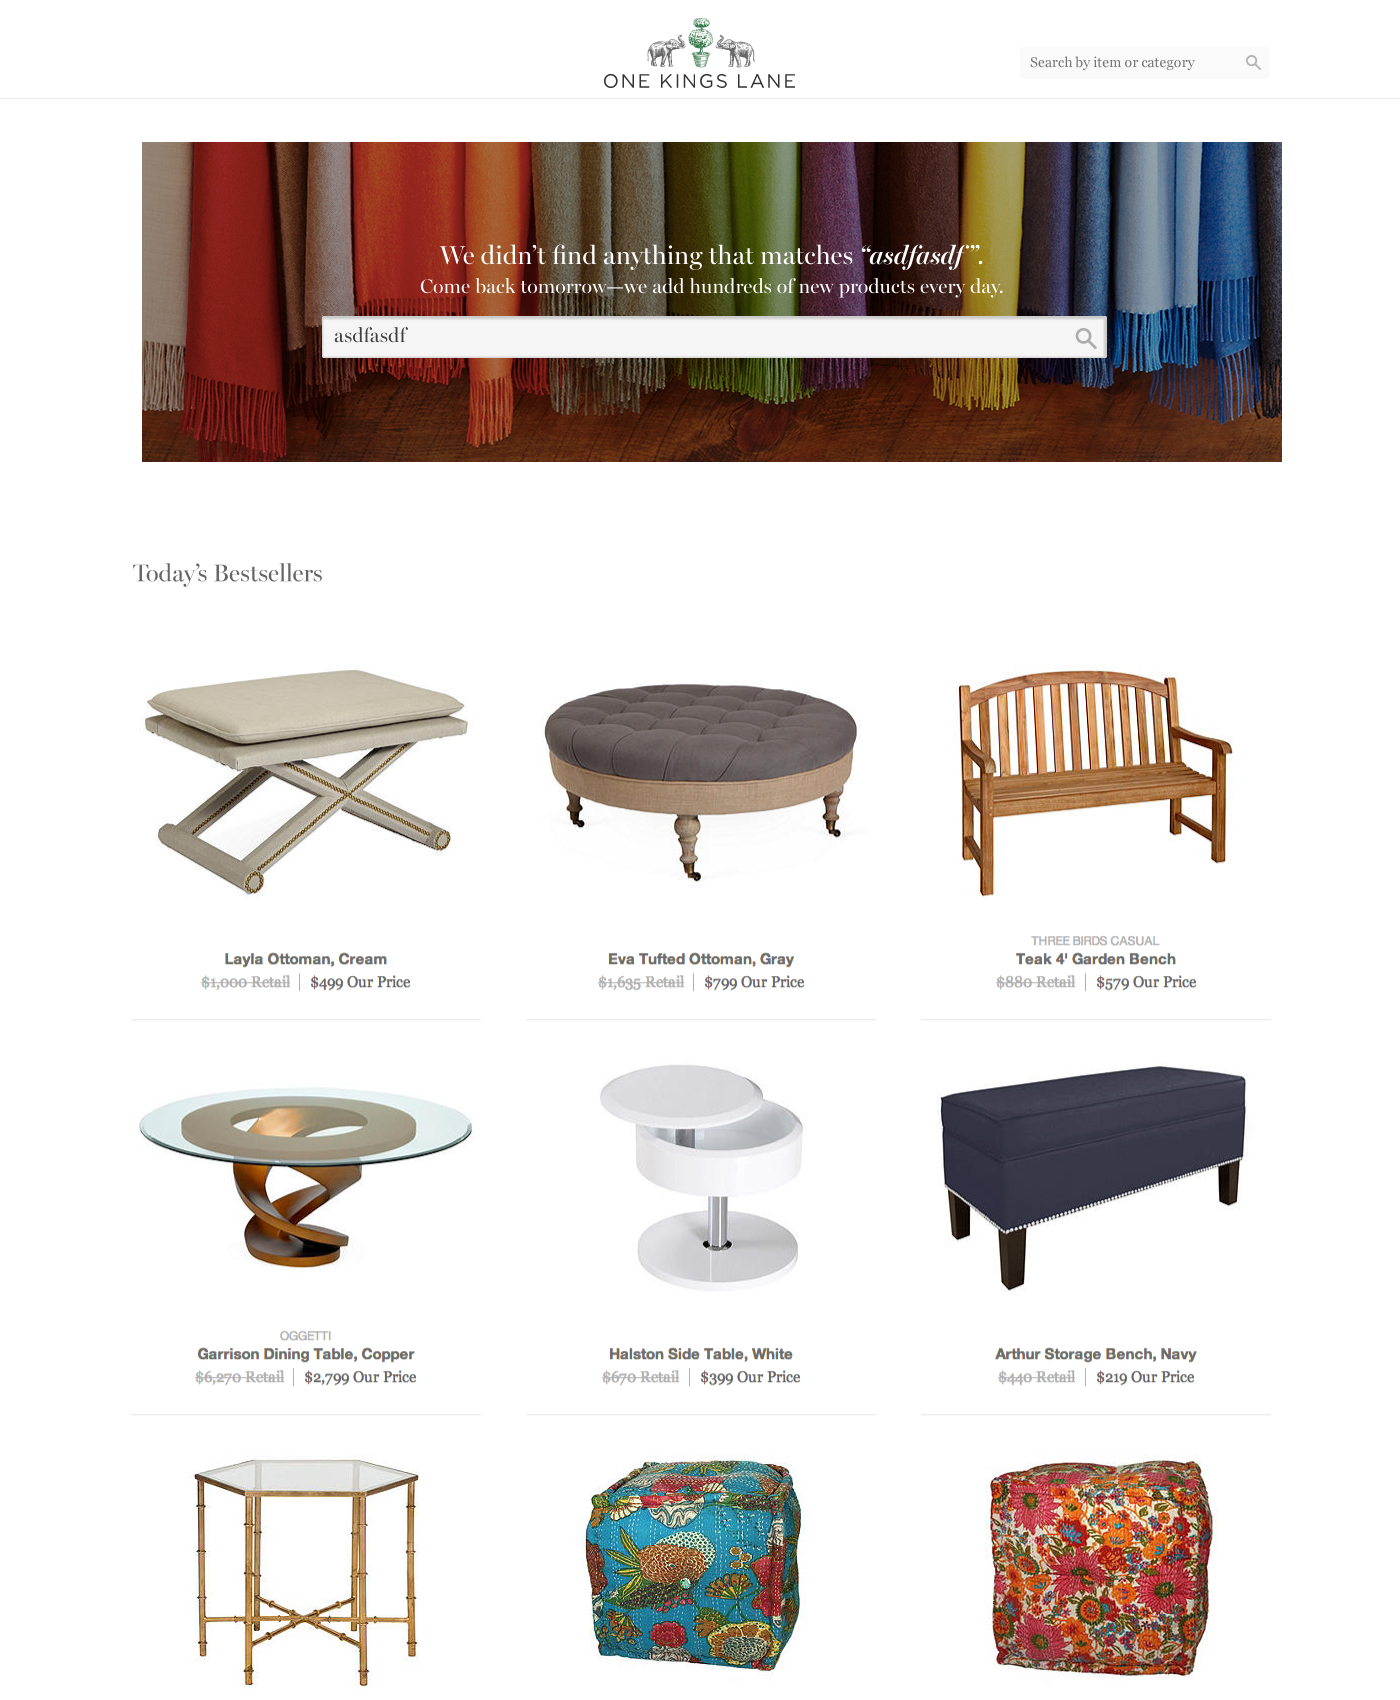 ONE KINGS LANE
Search by item or category
We didn't find anything that matches “asdfasdf”.
Come back tomorrow—we add hundreds of new products every day.
asdfasdf
Today's Bestsellers
Layla Ottoman, Cream
$1,000 Retail | $499 Our Price
Eva Tufted Ottoman, Gray
$1,635 Retail | $799 Our Price
THREE BIRDS CASUAL
Teak 4' Garden Bench
$880 Retail | $579 Our Price
OGGETTI
Garrison Dining Table, Copper
$6,270 Retail | $2,799 Our Price
Halston Side Table, White
$670 Retail | $399 Our Price
Arthur Storage Bench, Navy
$440 Retail | $219 Our Price